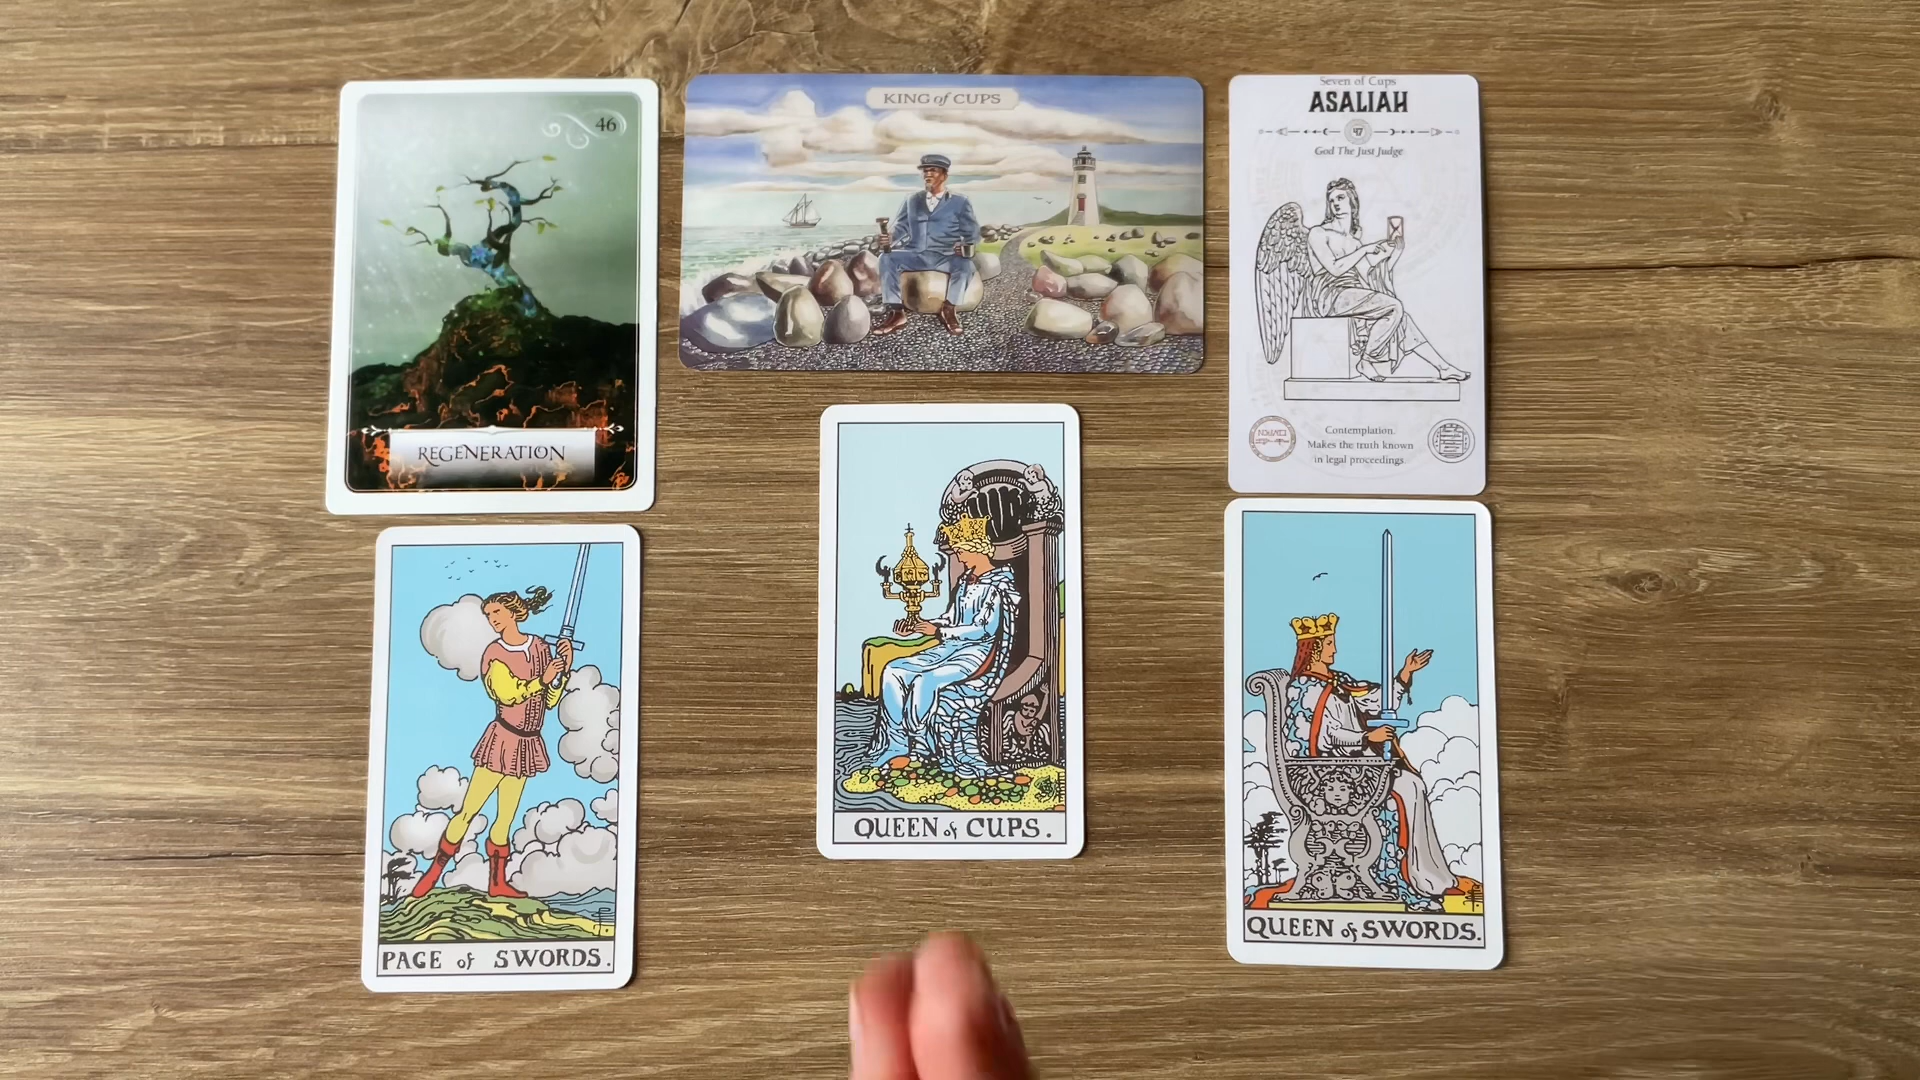 46
REGENERATION
KING of CUPS
Seven of Cups
ASALIAH
47
God The Just Judge
Contemplation.
Makes the truth known
in legal proceedings.
PAGE of SWORDS.
QUEEN of CUPS.
QUEEN of SWORDS.